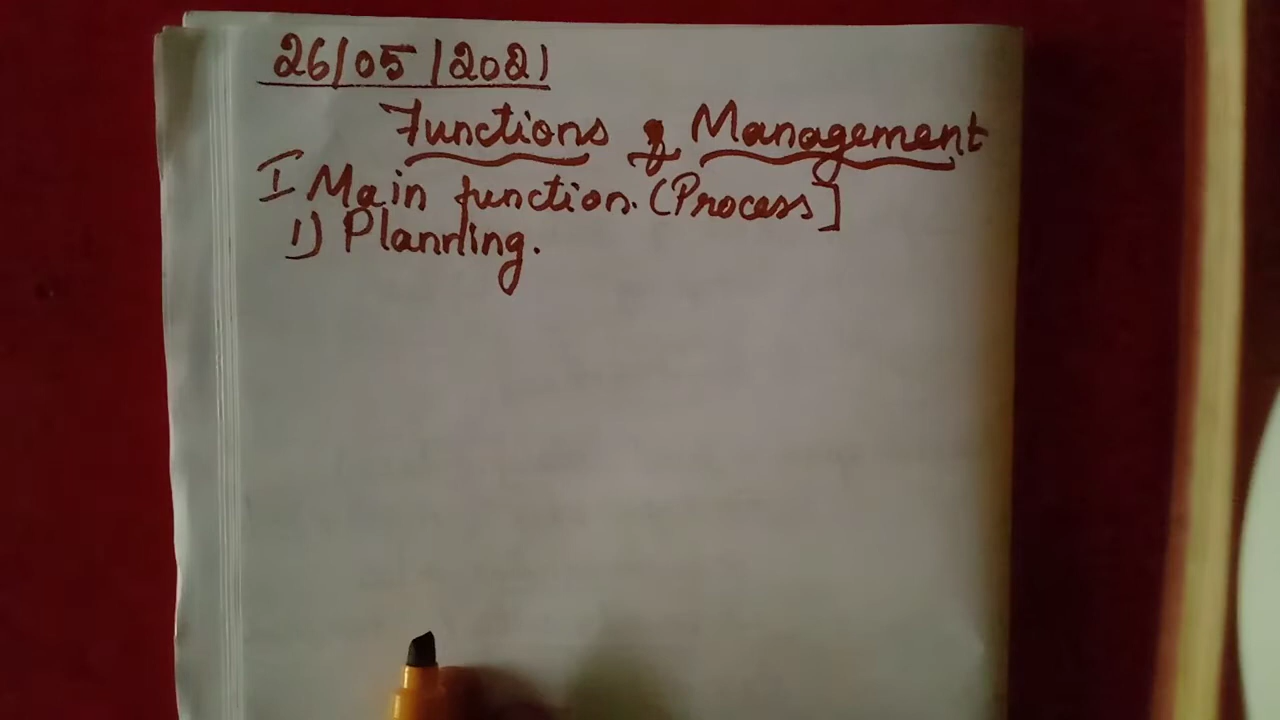 26/05/2021
Functions of Management
I Main function. (Process]
1) Planning.